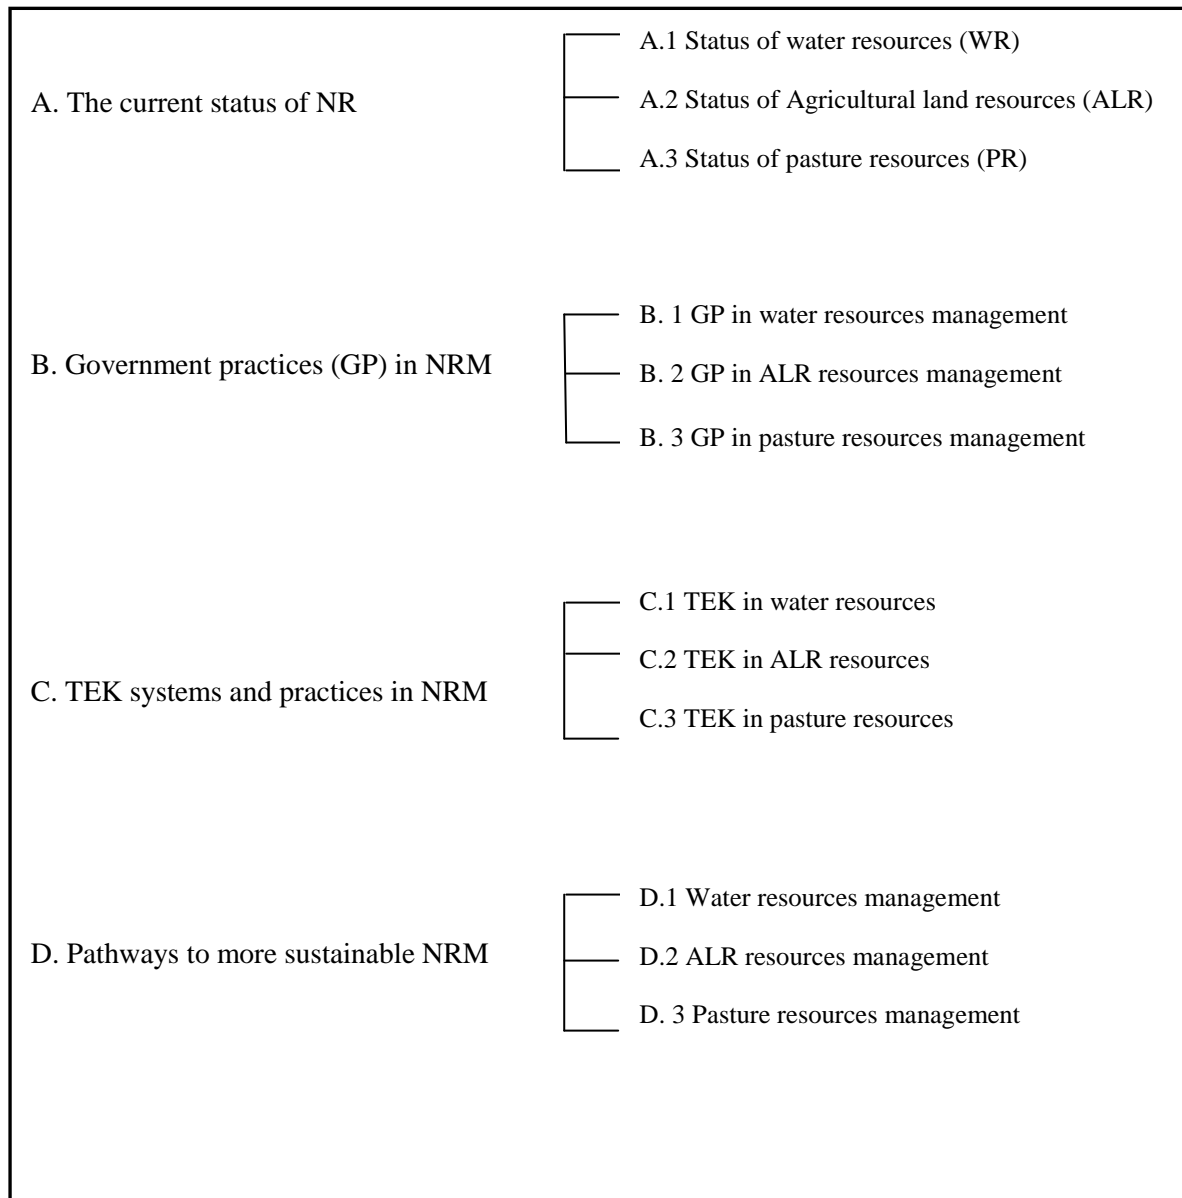 A. The current status of NR
A.1 Status of water resources (WR)
A.2 Status of Agricultural land resources (ALR)
A.3 Status of pasture resources (PR)
B. Government practices (GP) in NRM
B. 1 GP in water resources management
B. 2 GP in ALR resources management
B. 3 GP in pasture resources management
C. TEK systems and practices in NRM
C.1 TEK in water resources
C.2 TEK in ALR resources
C.3 TEK in pasture resources
D. Pathways to more sustainable NRM
D.1 Water resources management
D.2 ALR resources management
D. 3 Pasture resources management